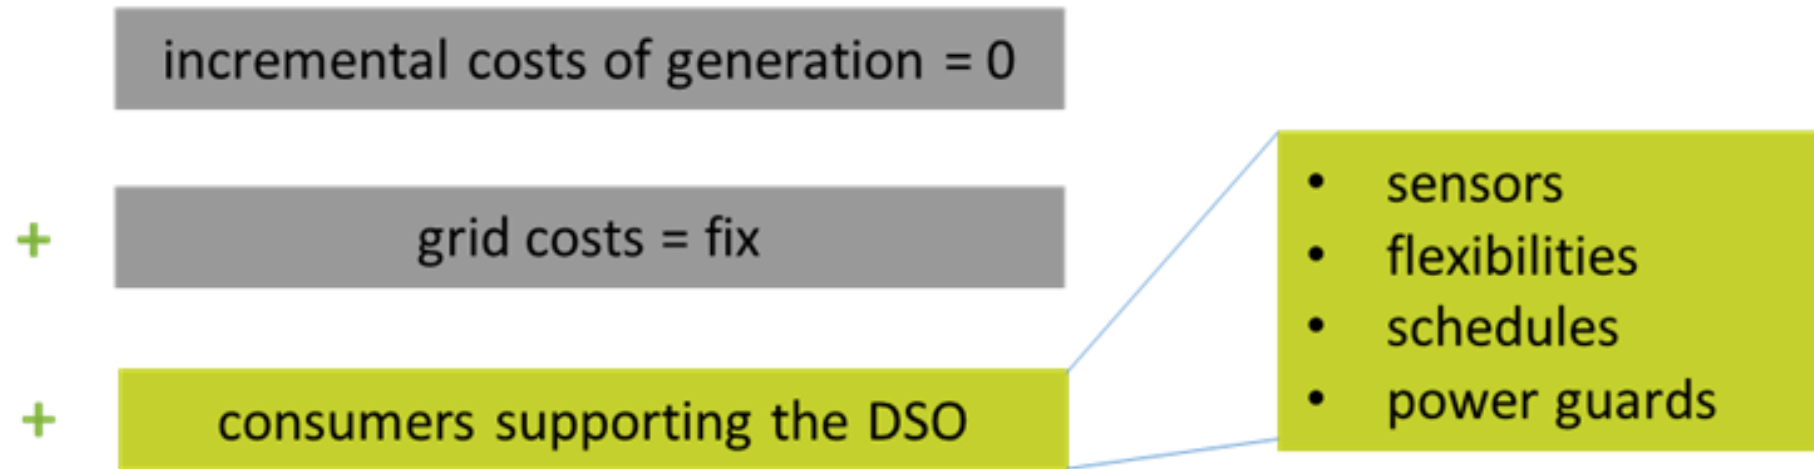 incremental costs of generation = 0
+ grid costs = fix
+ consumers supporting the DSO
• sensors
• flexibilities
• schedules
• power guards